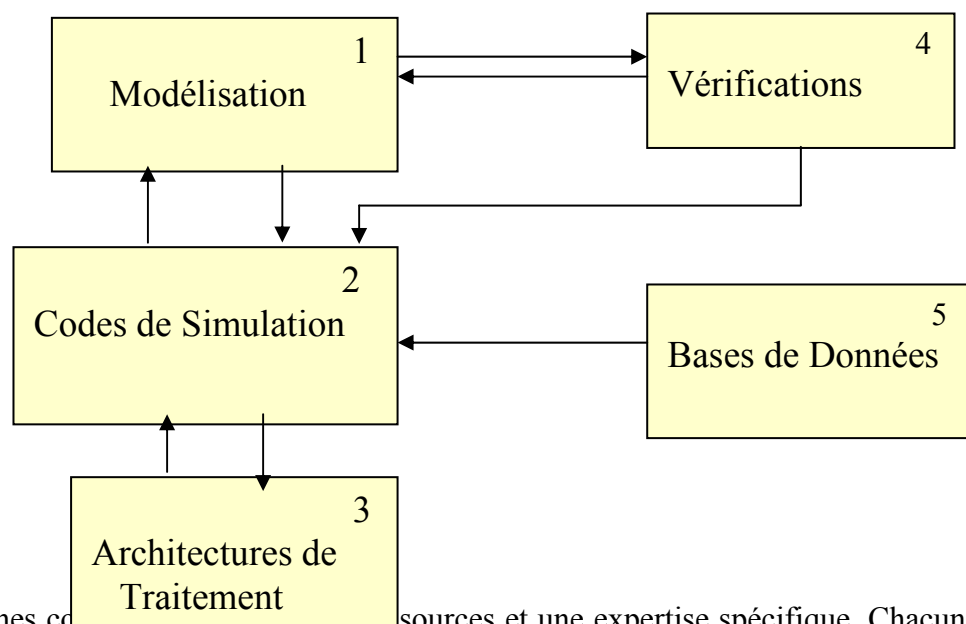 1
Modélisation
4
Vérifications
2
Codes de Simulation
5
Bases de Données
3
Architectures de
Traitement
sources et une expertise spécifique. Chacun